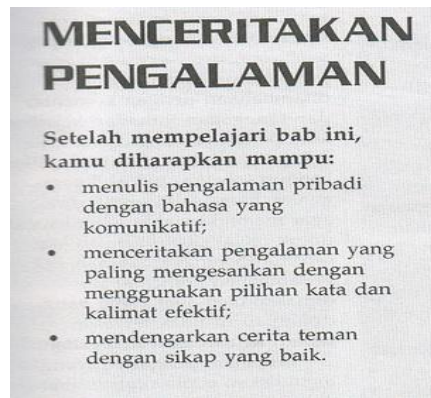 MENCERITAKAN
PENGALAMAN
Setelah mempelajari bab ini,
kamu diharapkan mampu:
• menulis pengalaman pribadi
dengan bahasa yang
komunikatif;
• menceritakan pengalaman yang
paling mengesankan dengan
menggunakan pilihan kata dan
kalimat efektif;
• mendengarkan cerita teman
dengan sikap yang baik.